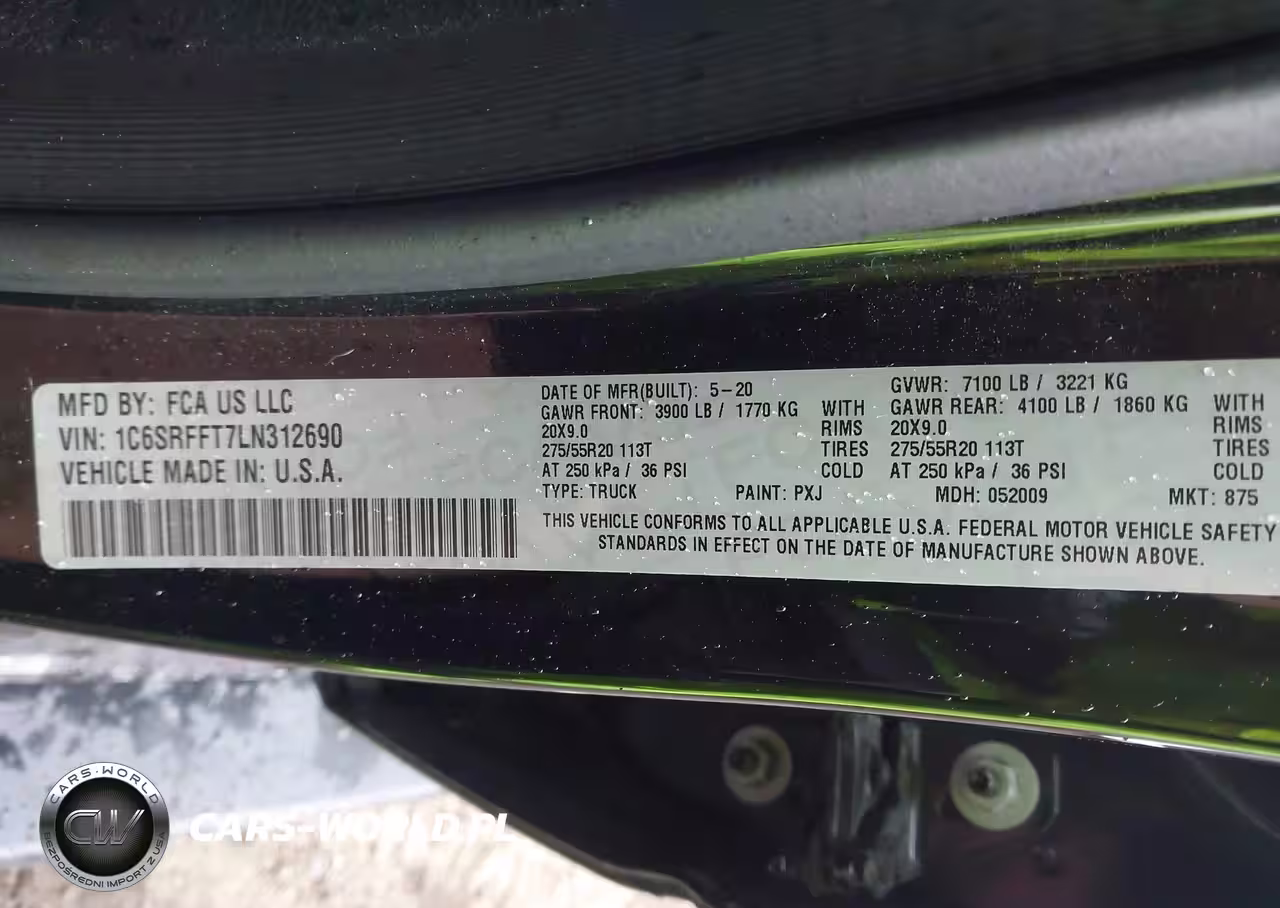 MFD BY: FCA US LLC
VIN: 1C6SRFFT7LN312690
VEHICLE MADE IN: U.S.A.
DATE OF MFR(BUILT): 5-20
GAWR FRONT: 3900 LB / 1770 KG WITH
20X9.0 RIMS
275/55R20 113T TIRES
AT 250 kPa / 36 PSI COLD
GVWR: 7100 LB / 3221 KG
GAWR REAR: 4100 LB / 1860 KG WITH
20X9.0 RIMS
275/55R20 113T TIRES
AT 250 kPa / 36 PSI COLD
TYPE: TRUCK PAINT: PXJ MDH: 052009 MKT: 875
THIS VEHICLE CONFORMS TO ALL APPLICABLE U.S.A. FEDERAL MOTOR VEHICLE SAFETY
STANDARDS IN EFFECT ON THE DATE OF MANUFACTURE SHOWN ABOVE.
CARS-WORLD
CW
BEZPOŚREDNI IMPORT Z USA
CARS-WORLD.PL